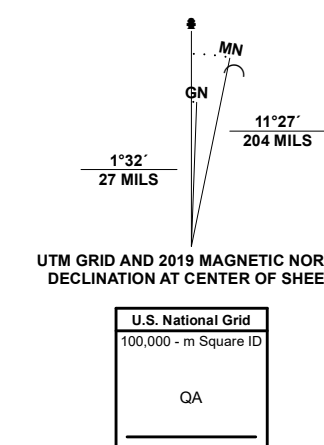 MN
GN
11°27´
204 MILS
1°32´
27 MILS
UTM GRID AND 2019 MAGNETIC NOR
DECLINATION AT CENTER OF SHEE
U.S. National Grid
100,000 - m Square ID
QA